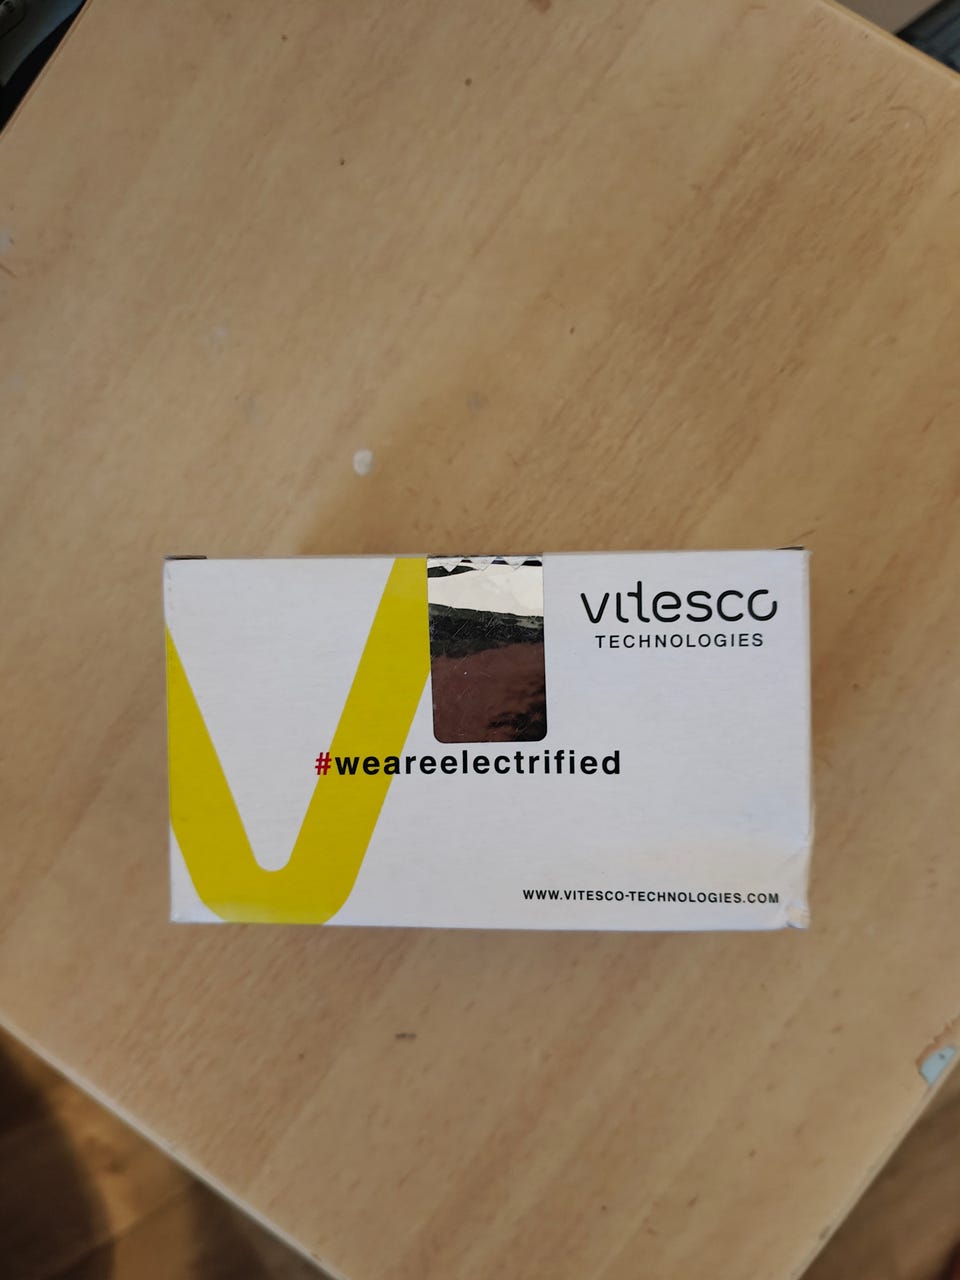 vitesco
TECHNOLOGIES
#weareelectrified
WWW.VITESCO-TECHNOLOGIES.COM